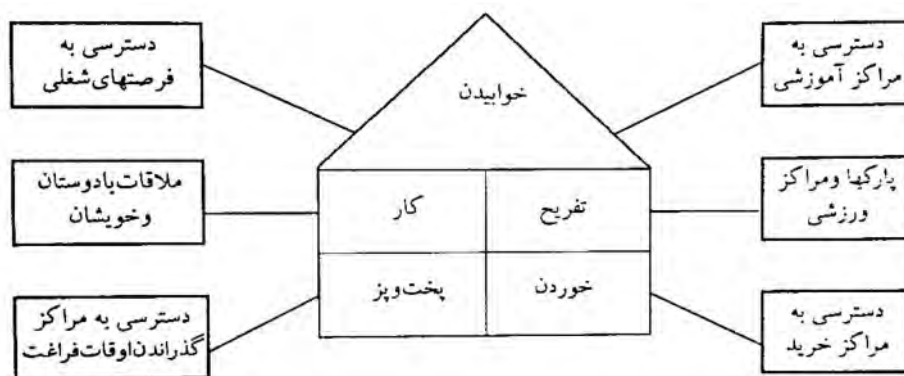 دسترسی به
مراکز آموزشی
دسترسی به
فرصتهای شغلی
خوابیدن
پارکها و مراکز
ورزشی
تفریح
کار
ملاقات با دوستان
وخویشان
خوردن
پخت و پز
دسترسی به
مراکز خرید
دسترسی به مراکز
گذراندن اوقات فراغت